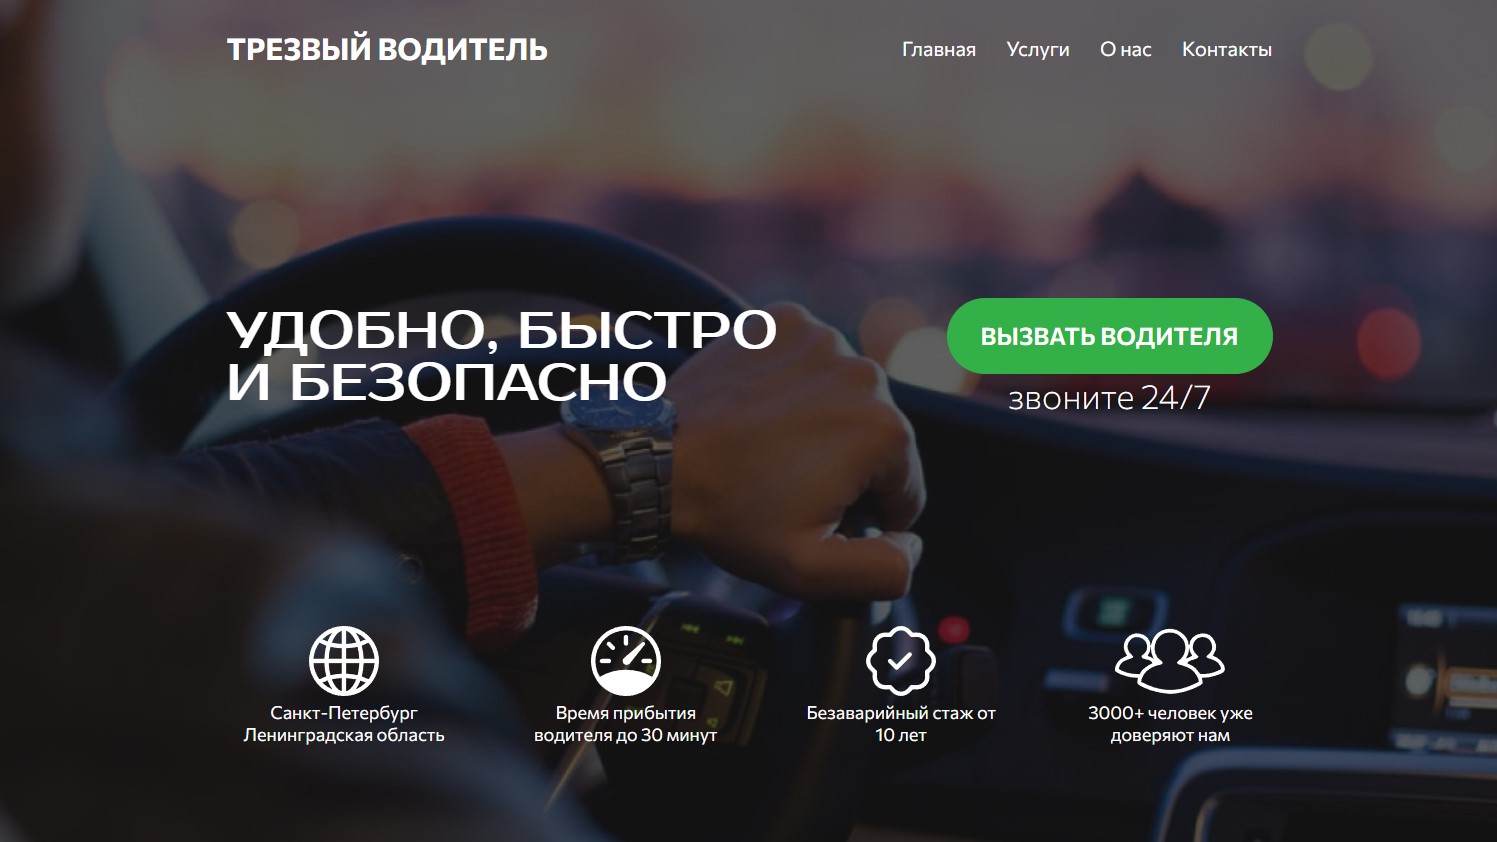 ТРЕЗВЫЙ ВОДИТЕЛЬ
Главная Услуги О нас Контакты
УДОБНО, БЫСТРО
И БЕЗОПАСНО
ВЫЗВАТЬ ВОДИТЕЛЯ
звоните 24/7
Санкт-Петербург
Ленинградская область
Время прибытия
водителя до 30 минут
Безаварийный стаж от
10 лет
3000+ человек уже
доверяют нам